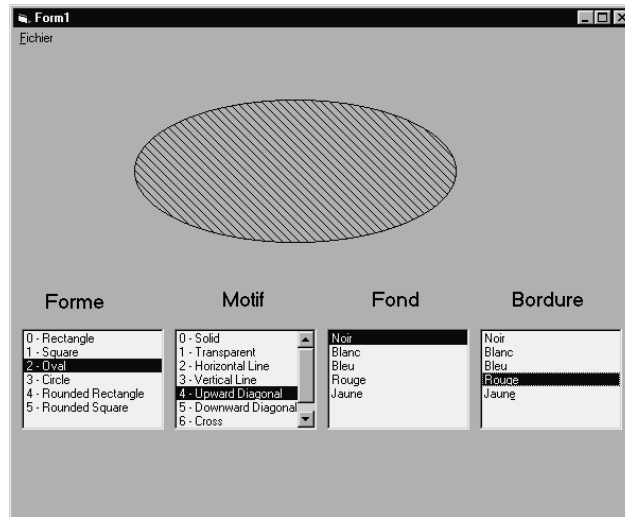 Form1
Fichier
Forme
Motif
Fond
Bordure
0 - Rectangle
1 - Square
2 - Oval
3 - Circle
4 - Rounded Rectangle
5 - Rounded Square
0 - Solid
1 - Transparent
2 - Horizontal Line
3 - Vertical Line
4 - Upward Diagonal
5 - Downward Diagonal
6 - Cross
Noir
Blanc
Bleu
Rouge
Jaune
Noir
Blanc
Bleu
Rouge
Jaune